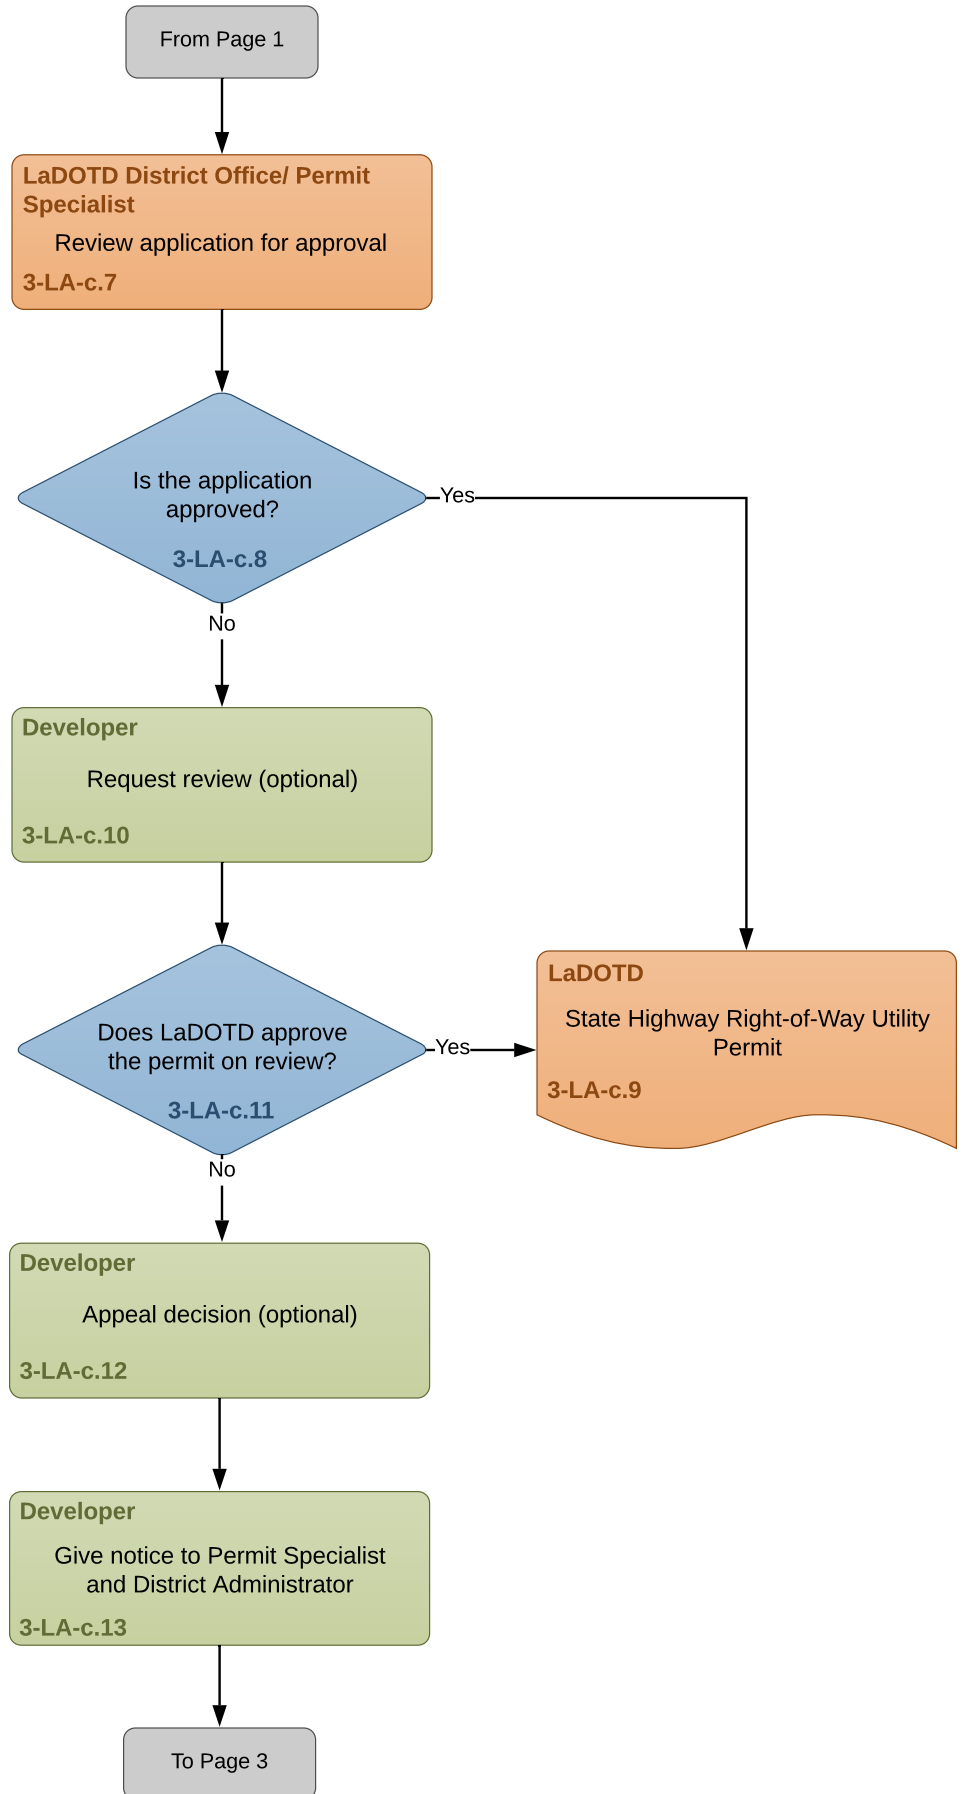 From Page 1
LaDOTD District Office/ Permit
Specialist
Review application for approval
3-LA-c.7
Is the application
approved?
3-LA-c.8
Yes
No
Developer
Request review (optional)
3-LA-c.10
Does LaDOTD approve
the permit on review?
3-LA-c.11
Yes
LaDOTD
State Highway Right-of-Way Utility
Permit
3-LA-c.9
No
Developer
Appeal decision (optional)
3-LA-c.12
Developer
Give notice to Permit Specialist
and District Administrator
3-LA-c.13
To Page 3